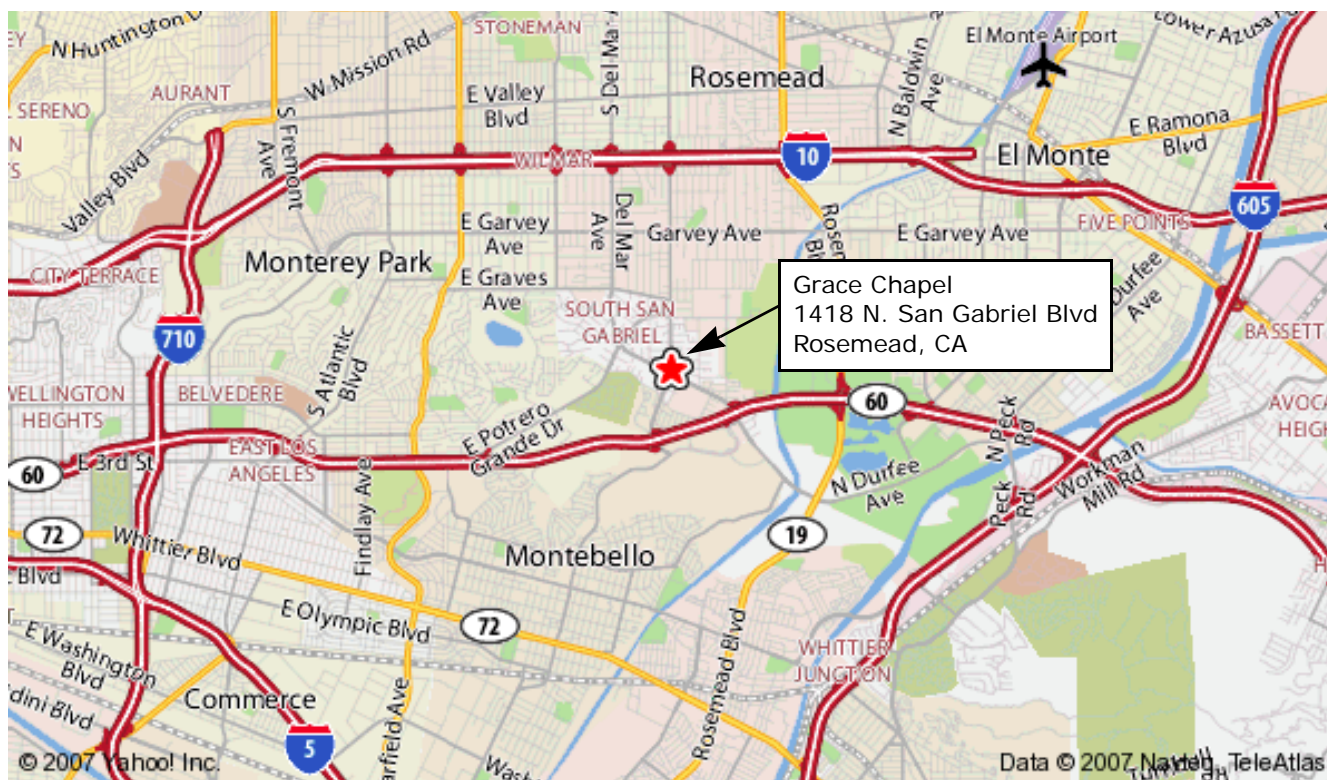 N Huntington Dr
STONEMAN
W Mission Rd
S Del Mar
Lower Azusa
El Monte Airport
Rosemead
N Baldwin
Ave
AURANT
E Valley
Blvd
SERENO
S Fremont
Ave
E Ramona
Blvd
WILMAR
10
El Monte
Valley Blvd
605
FIVE POINTS
E Garvey
Ave
Del Mar
Ave
Garvey Ave
E Garvey Ave
CITY TERRACE
Monterey Park
E Graves
Ave
Durfee
Ave
Grace Chapel
1418 N. San Gabriel Blvd
Rosemead, CA
SOUTH SAN
GABRIEL
710
BASSETT
S Atlantic
Blvd
WELLINGTON
HEIGHTS
BELVEDERE
60
E Potrero
Grande Dr
N Peck
Rd
EAST LOS
ANGELES
E 3rd St
60
N Durfee
Ave
Peck
Rd
Workman
Mill Rd
Findlay Ave
72
Whittier Blvd
19
Montebello
E Olympic Blvd
72
E Washington
Blvd
Rosemead Blvd
WHITTIER
JUNCTION
Commerce
5
© 2007 Yahoo! Inc.
Data © 2007 Navteq, TeleAtlas